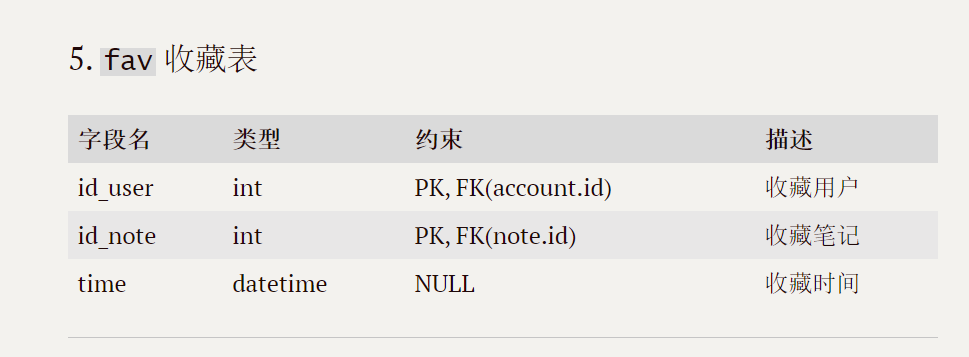 5. fav 收藏表
字段名 类型 约束 描述
id_user int PK, FK(account.id) 收藏用户
id_note int PK, FK(note.id) 收藏笔记
time datetime NULL 收藏时间